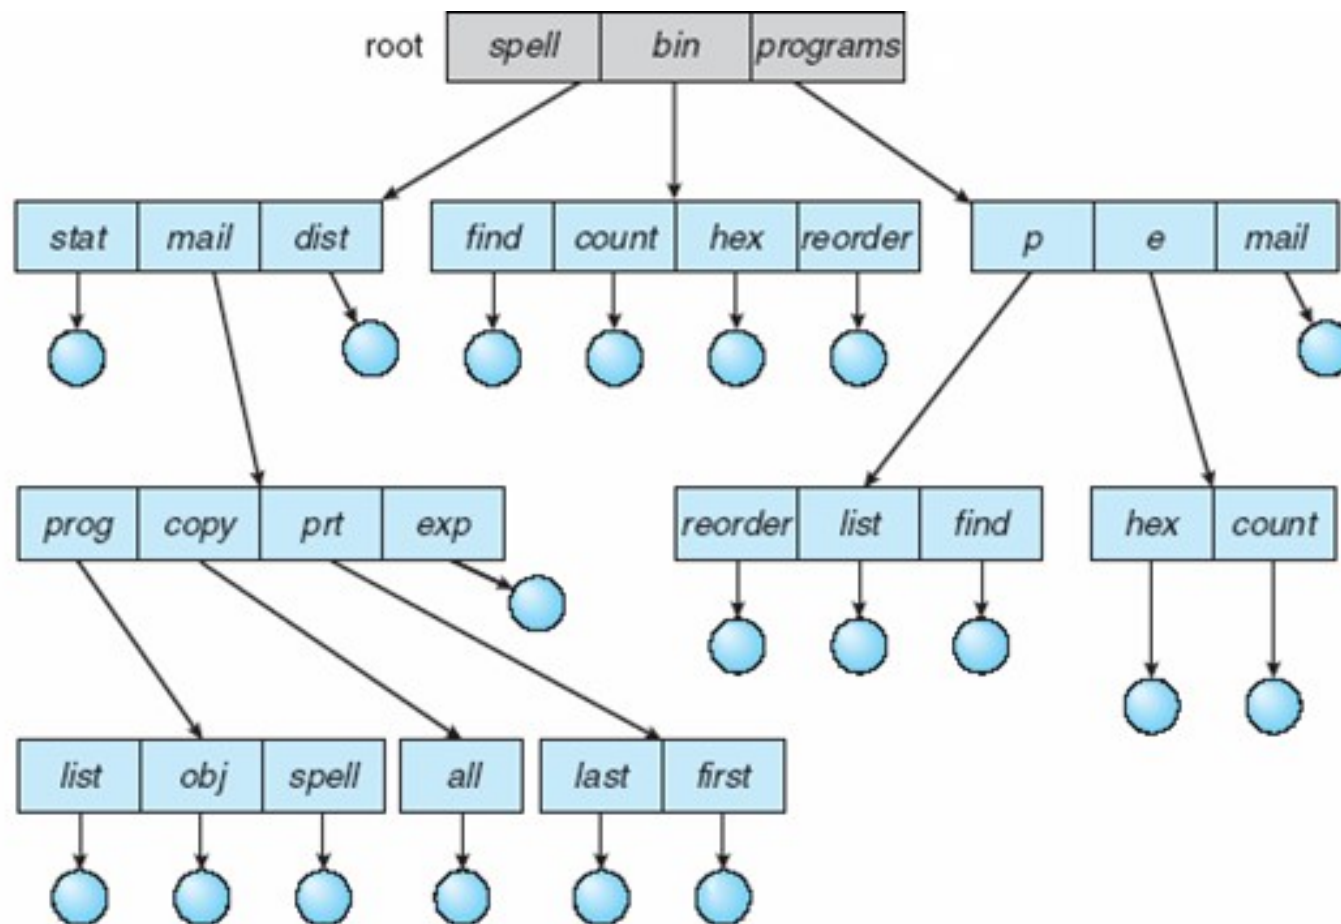 root spell bin programs
stat mail dist find count hex reorder p e mail
prog copy prt exp reorder list find hex count
list obj spell all last first